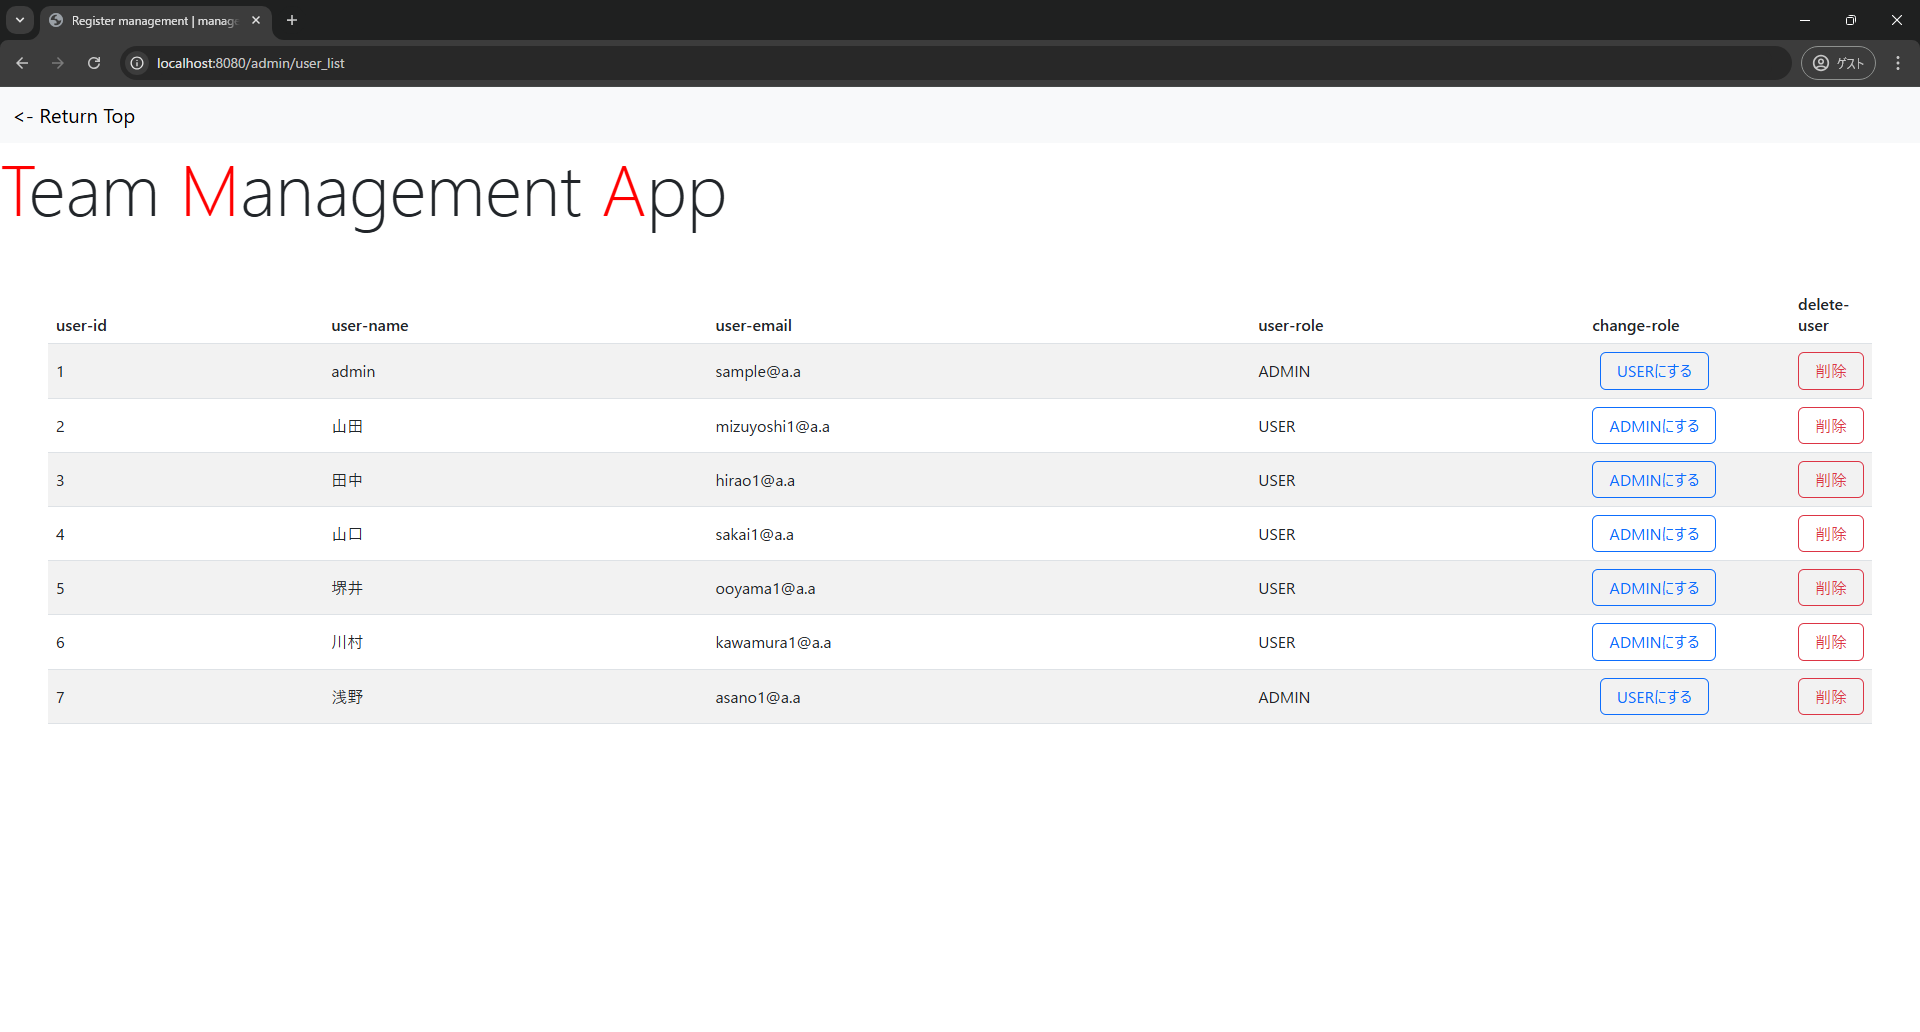 Register management | manag
localhost:8080/admin/user_list
ゲスト
<- Return Top
Team Management App
user-id user-name user-email user-role change-role delete-user
1 admin sample@a.a ADMIN USERにする 削除
2 山田 mizuyoshi1@a.a USER ADMINにする 削除
3 田中 hirao1@a.a USER ADMINにする 削除
4 山口 sakai1@a.a USER ADMINにする 削除
5 堺井 ooyama1@a.a USER ADMINにする 削除
6 川村 kawamura1@a.a USER ADMINにする 削除
7 浅野 asano1@a.a ADMIN USERにする 削除